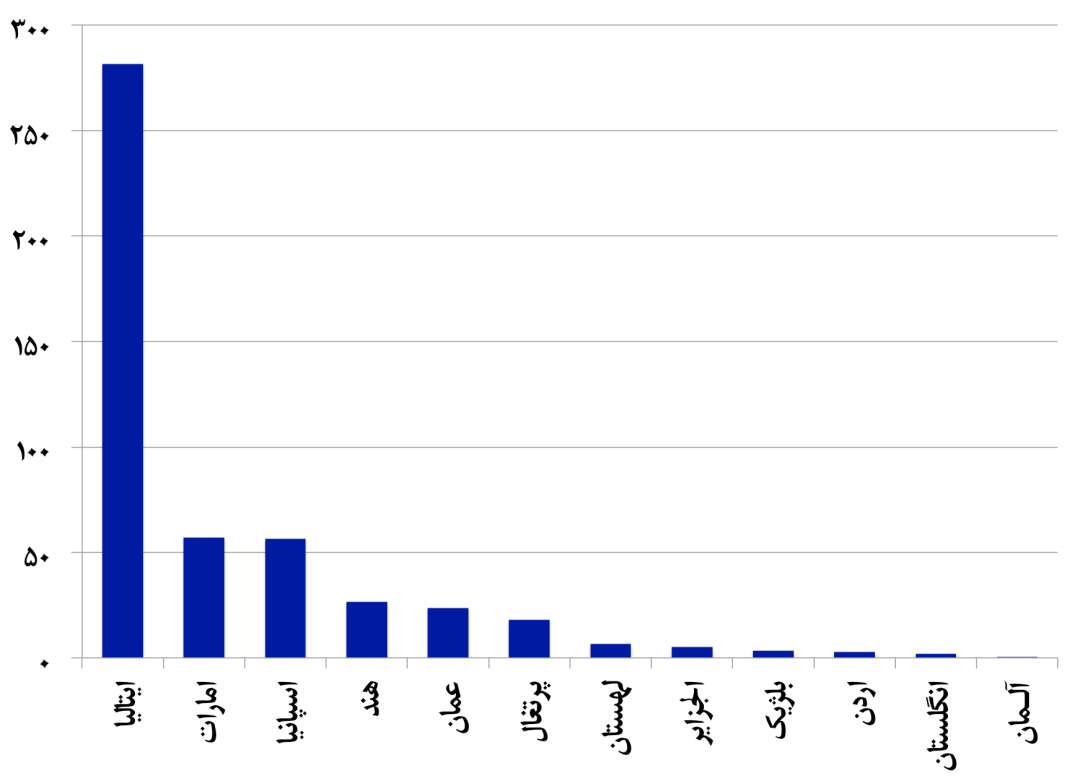 ۳۰۰
۲۵۰
۲۰۰
۱۵۰
۱۰۰
۵۰
۰
ایتالیا
امارات
اسپانیا
هند
عمان
پرتغال
لهستان
الجزایر
بلژیک
اردن
انگلستان
آلمان